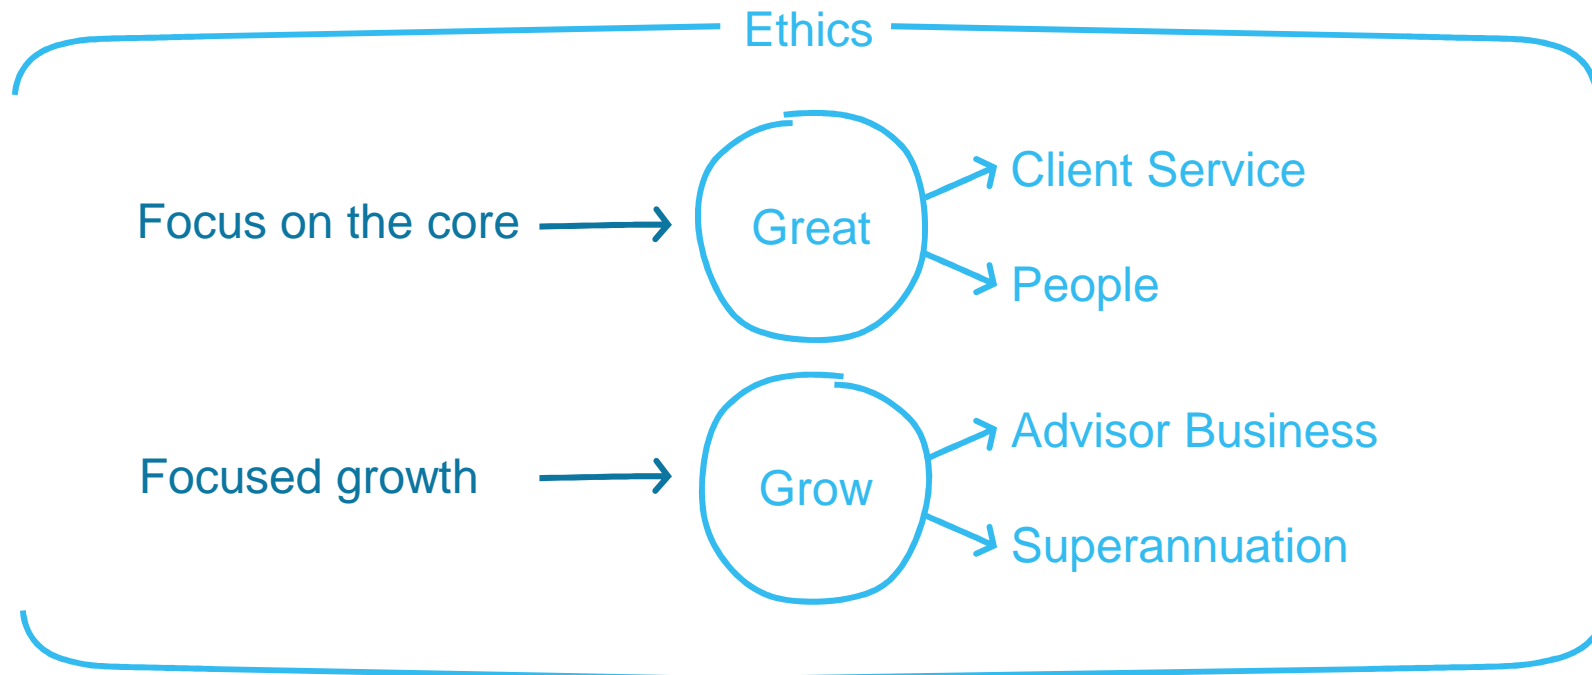 Ethics
Focus on the core
Great
Client Service
People
Focused growth
Grow
Advisor Business
Superannuation